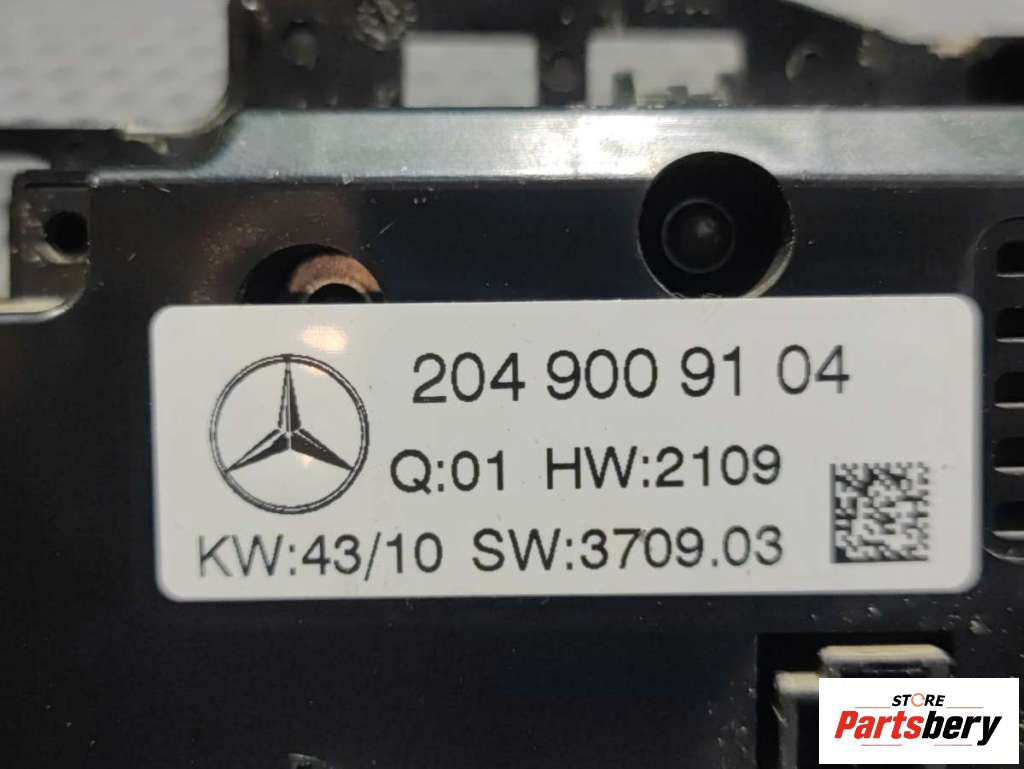 204 900 91 04
Q:01 HW:2109
KW:43/10 SW:3709.03
STORE
Partsbery